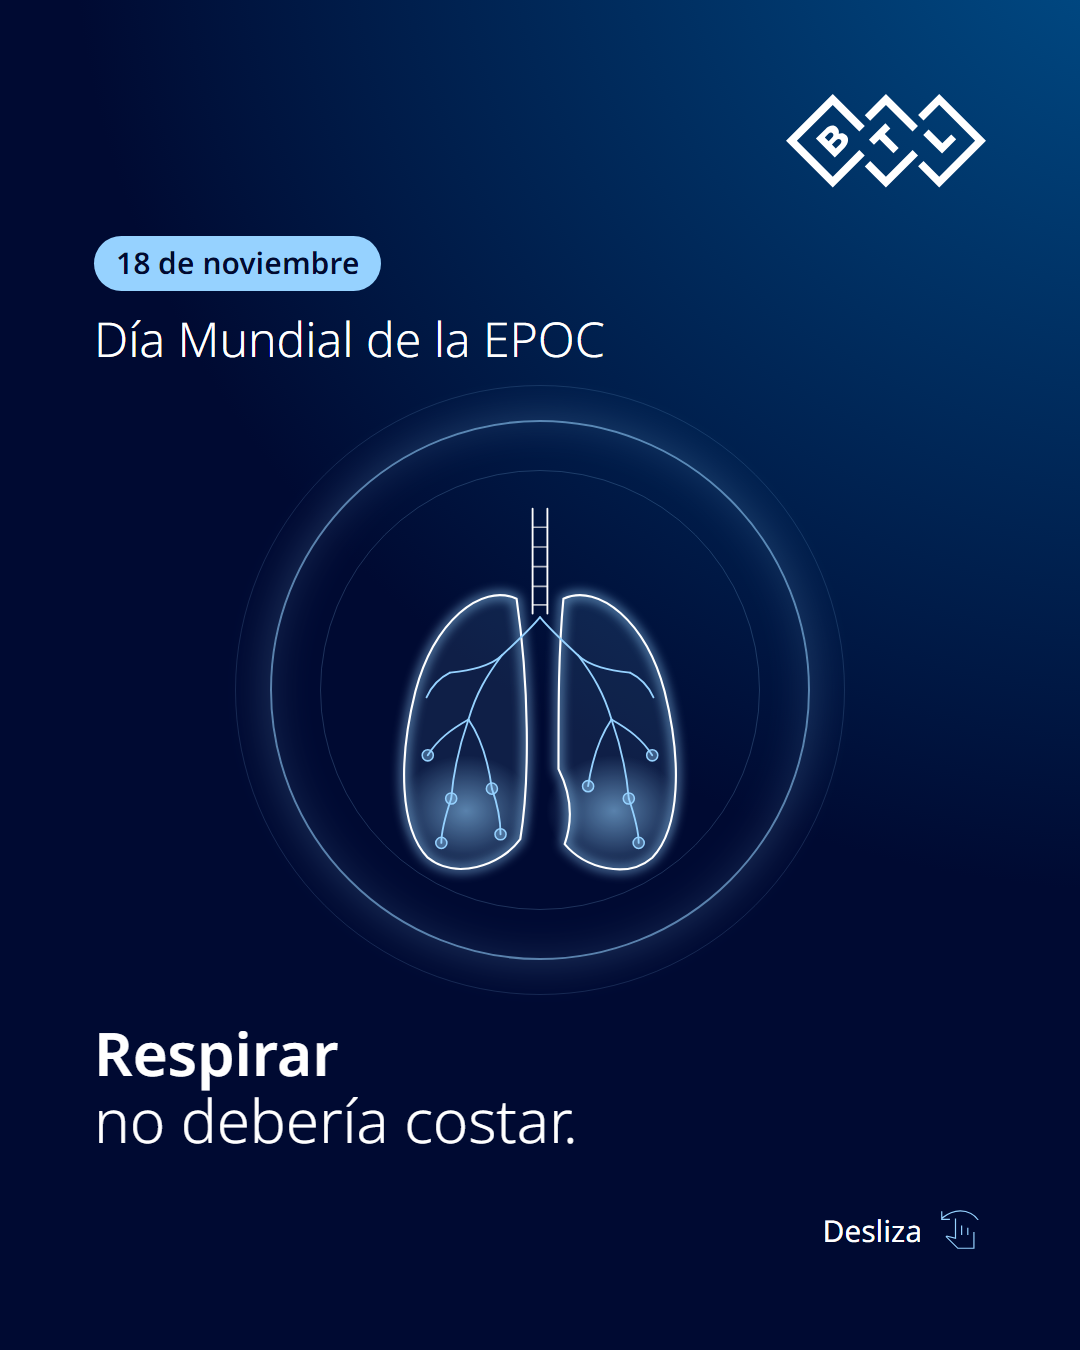 BTL
18 de noviembre
Día Mundial de la EPOC
Respirar
no debería costar.
Desliza